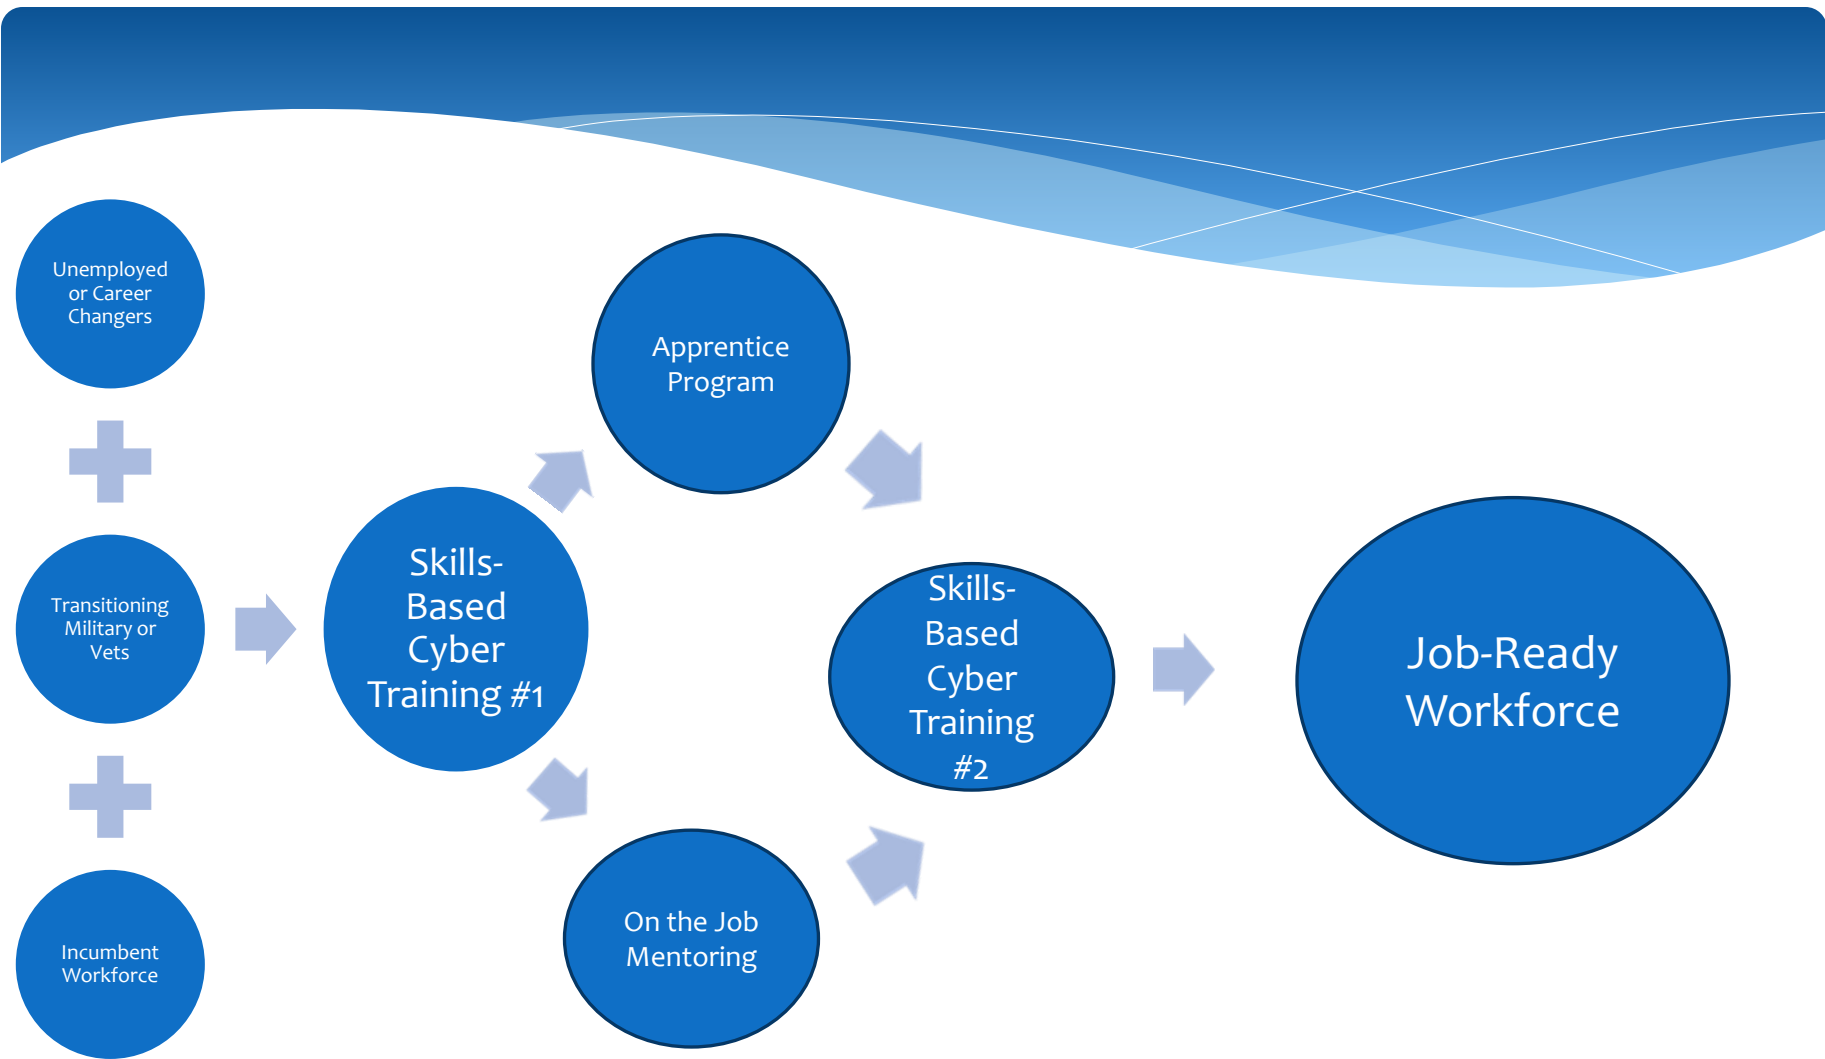 Unemployed
or Career
Changers
Transitioning
Military or
Vets
Incumbent
Workforce
Skills-
Based
Cyber
Training #1
Apprentice
Program
On the Job
Mentoring
Skills-
Based
Cyber
Training
#2
Job-Ready
Workforce